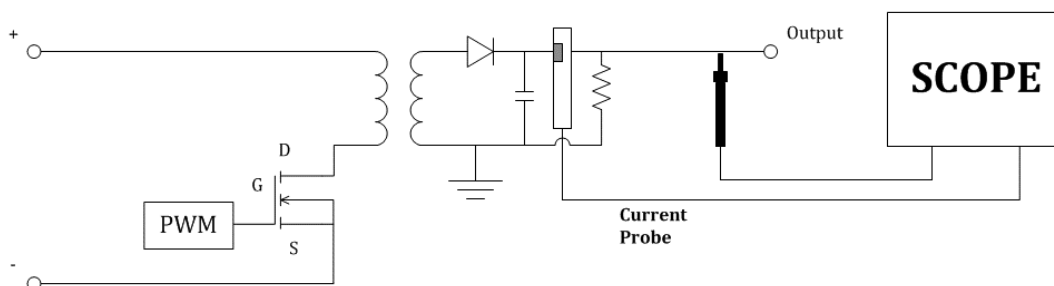 +
Output
SCOPE
D
G
PWM
S
Current
Probe
-